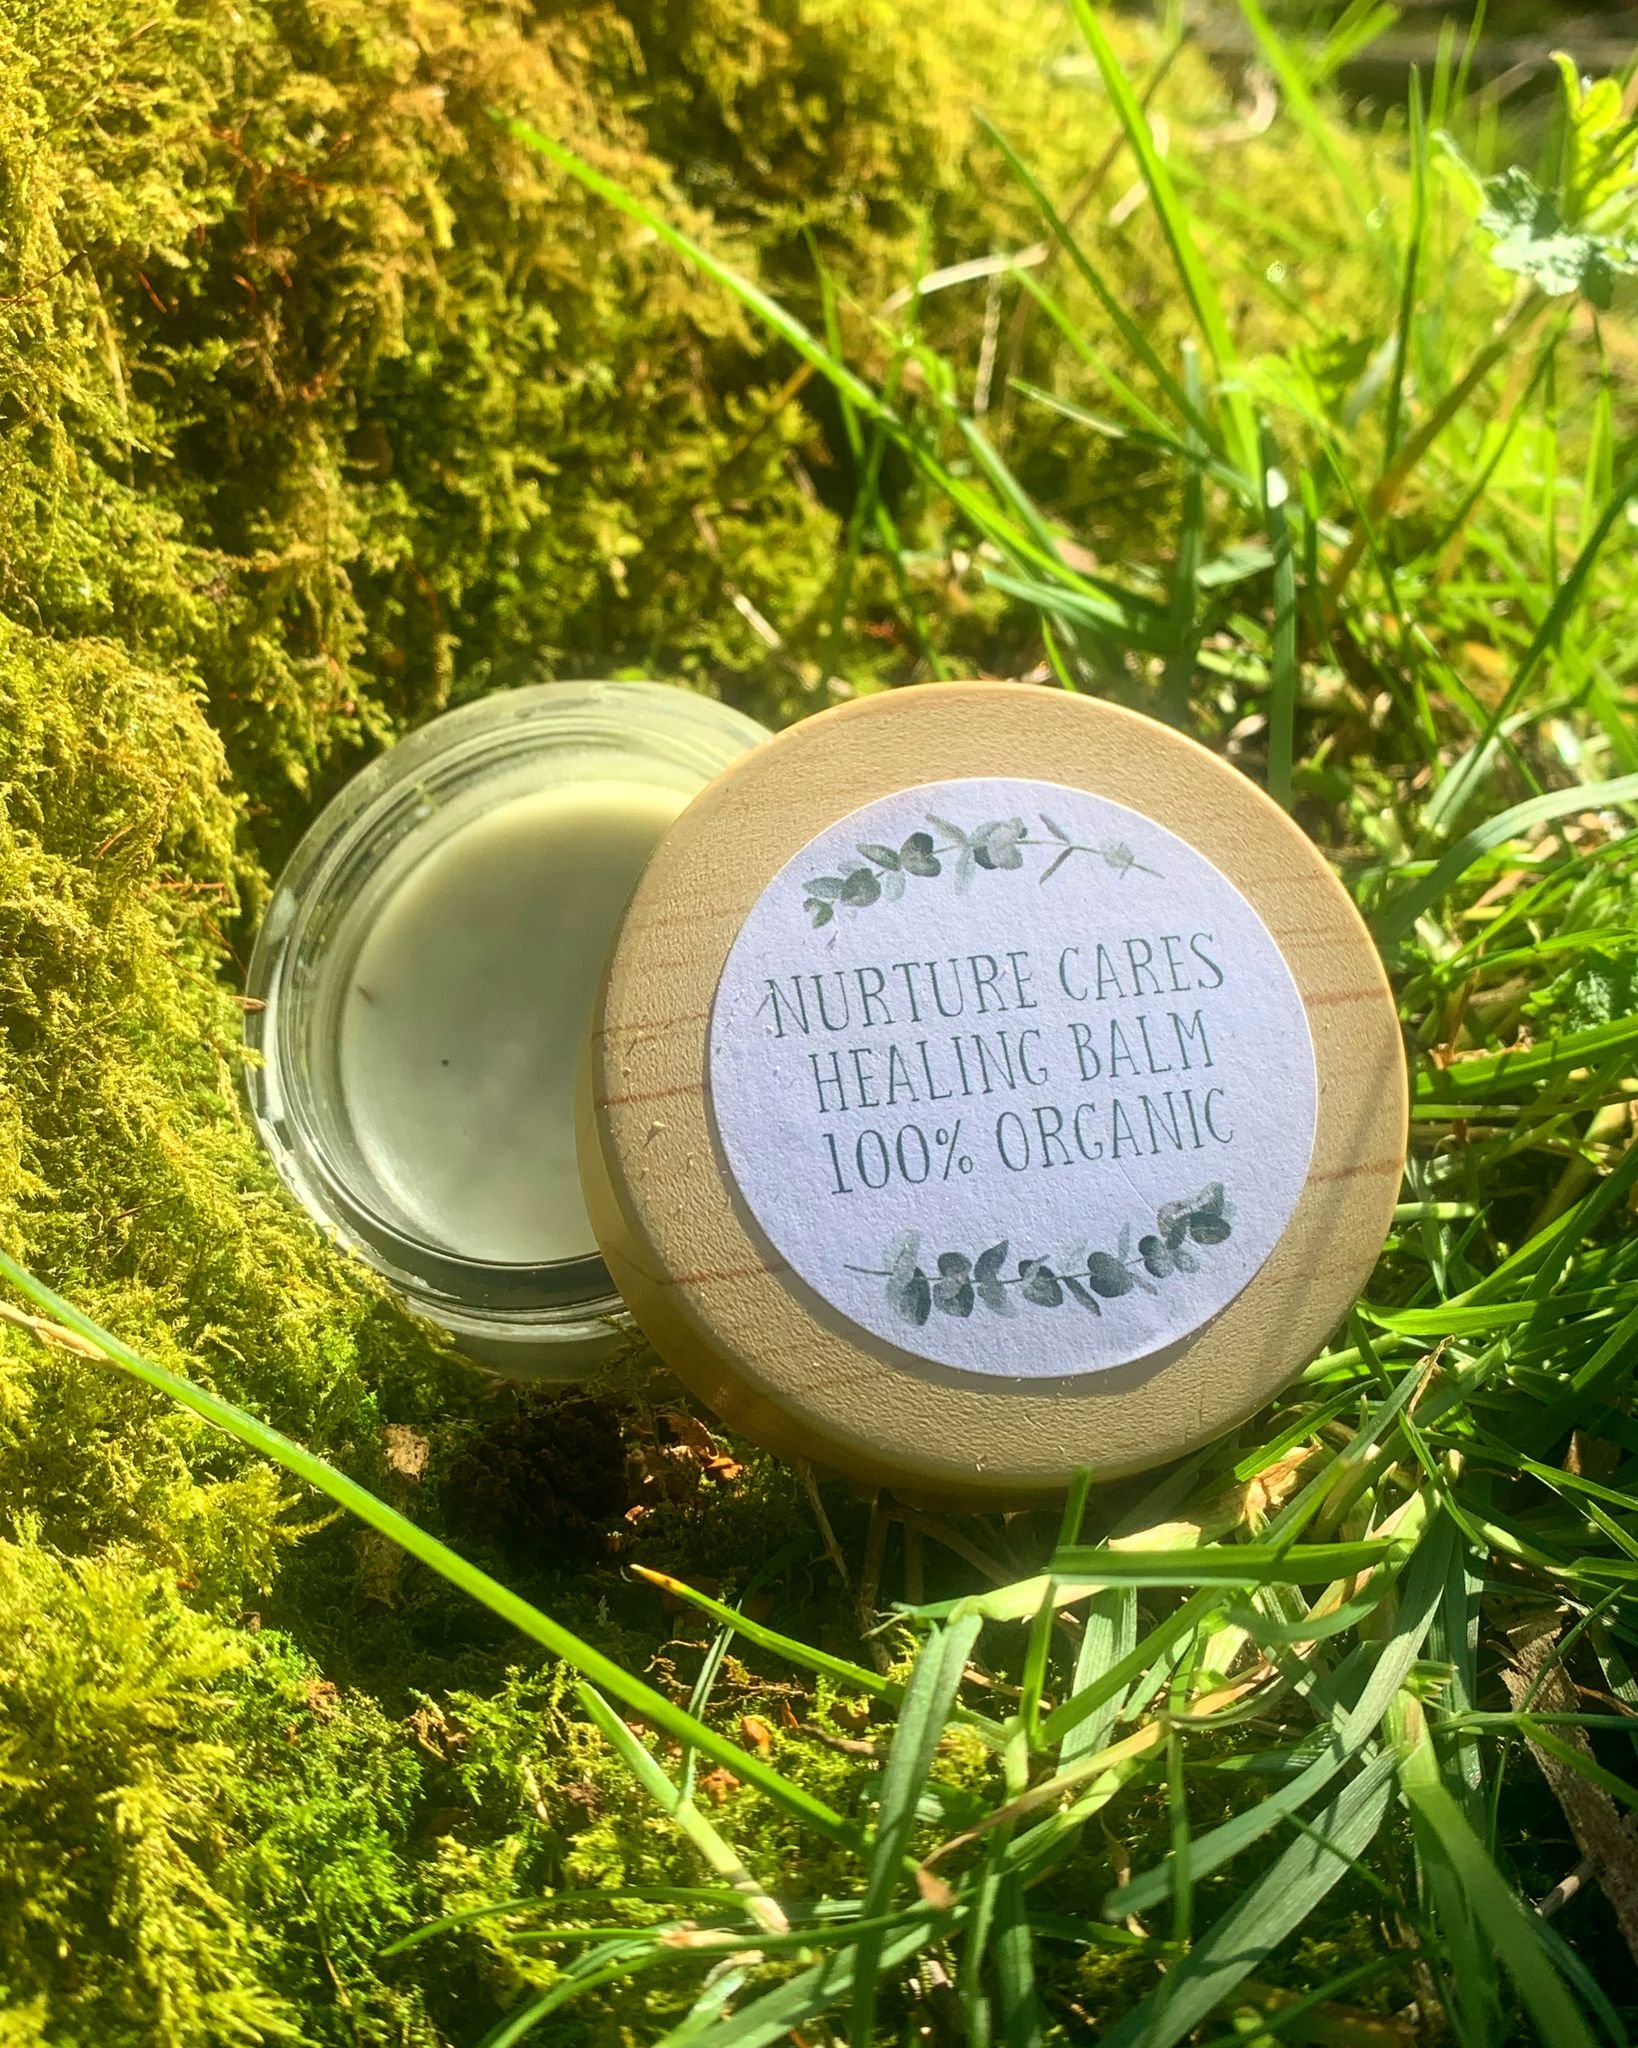 NURTURE CARES
HEALING BALM
100% ORGANIC